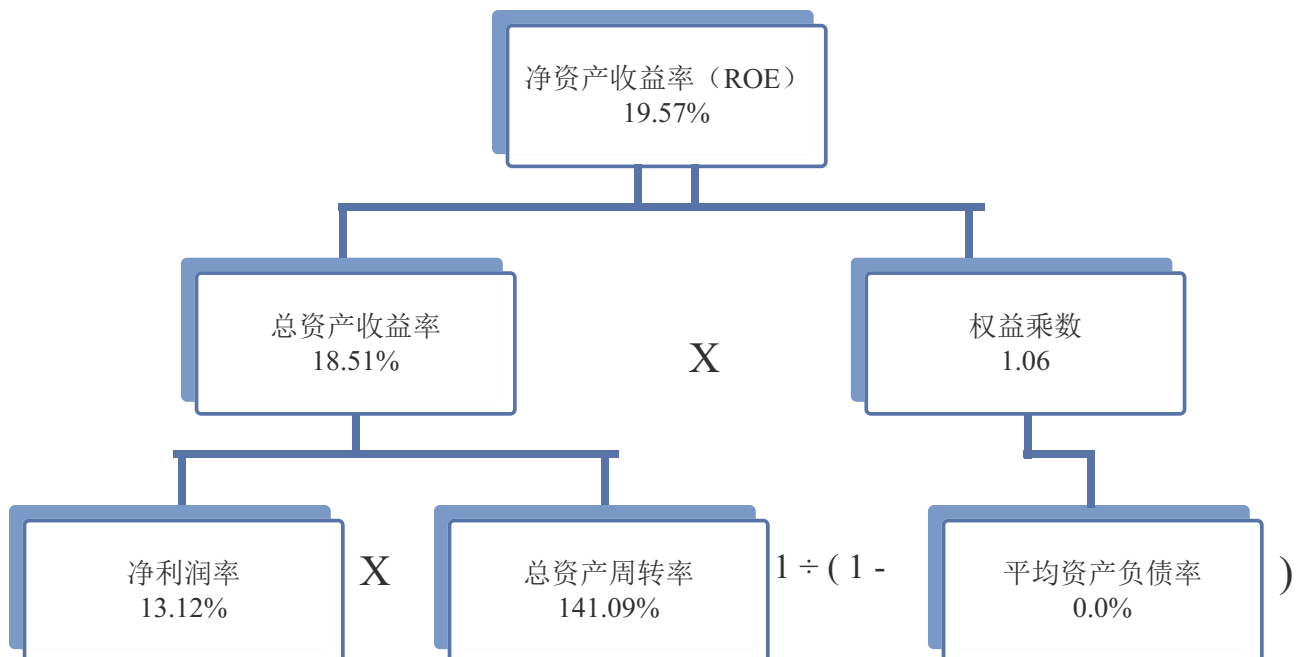 净资产收益率（ROE）
19.57%
总资产收益率
18.51%
X
权益乘数
1.06
净利润率
13.12%
X
总资产周转率
141.09%
1 ÷ ( 1 -
平均资产负债率
0.0%
)